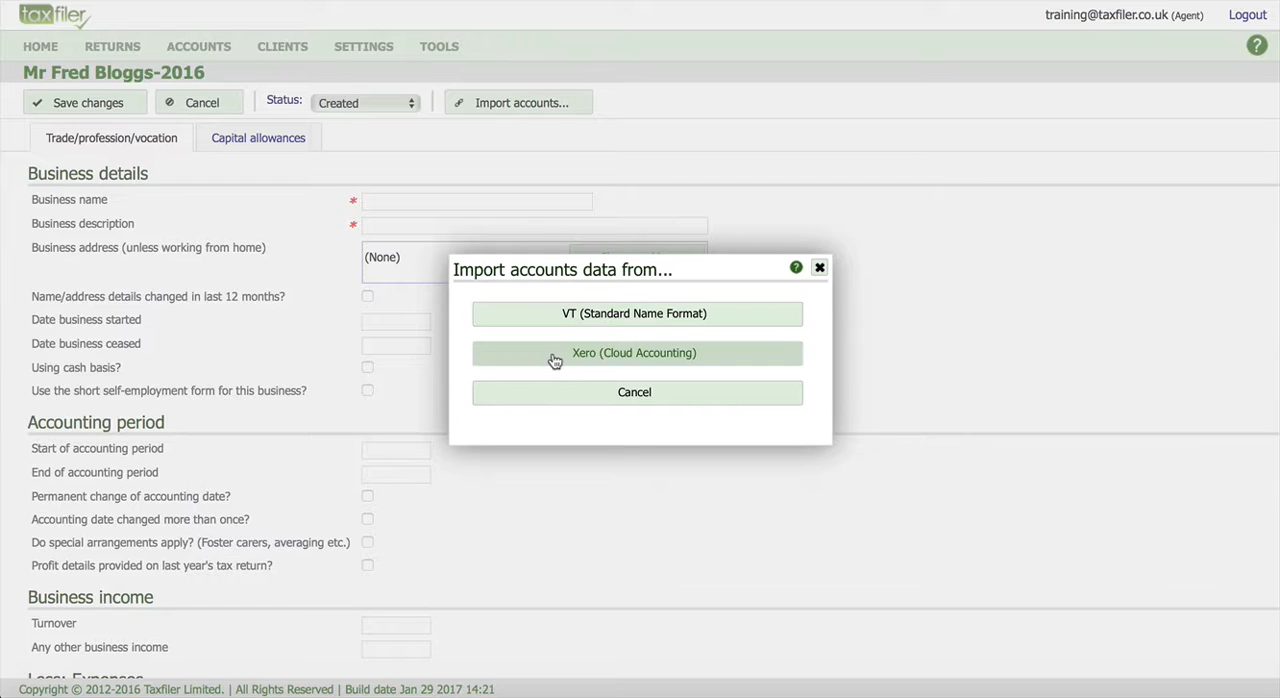 taxfiler
training@taxfiler.co.uk (Agent) Logout
HOME RETURNS ACCOUNTS CLIENTS SETTINGS TOOLS ?
Mr Fred Bloggs-2016
Save changes Cancel Status: Created Import accounts...
Trade/profession/vocation Capital allowances
Business details
Business name *
Business description *
Business address (unless working from home) (None)
Name/address details changed in last 12 months?
Date business started
Date business ceased
Using cash basis?
Use the short self-employment form for this business?
Accounting period
Start of accounting period
End of accounting period
Permanent change of accounting date?
Accounting date changed more than once?
Do special arrangements apply? (Foster carers, averaging etc.)
Profit details provided on last year's tax return?
Business income
Turnover
Any other business income
Less: Expenses
Import accounts data from... ?
VT (Standard Name Format)
Xero (Cloud Accounting)
Cancel
Copyright © 2012-2016 Taxfiler Limited. | All Rights Reserved | Build date Jan 29 2017 14:21